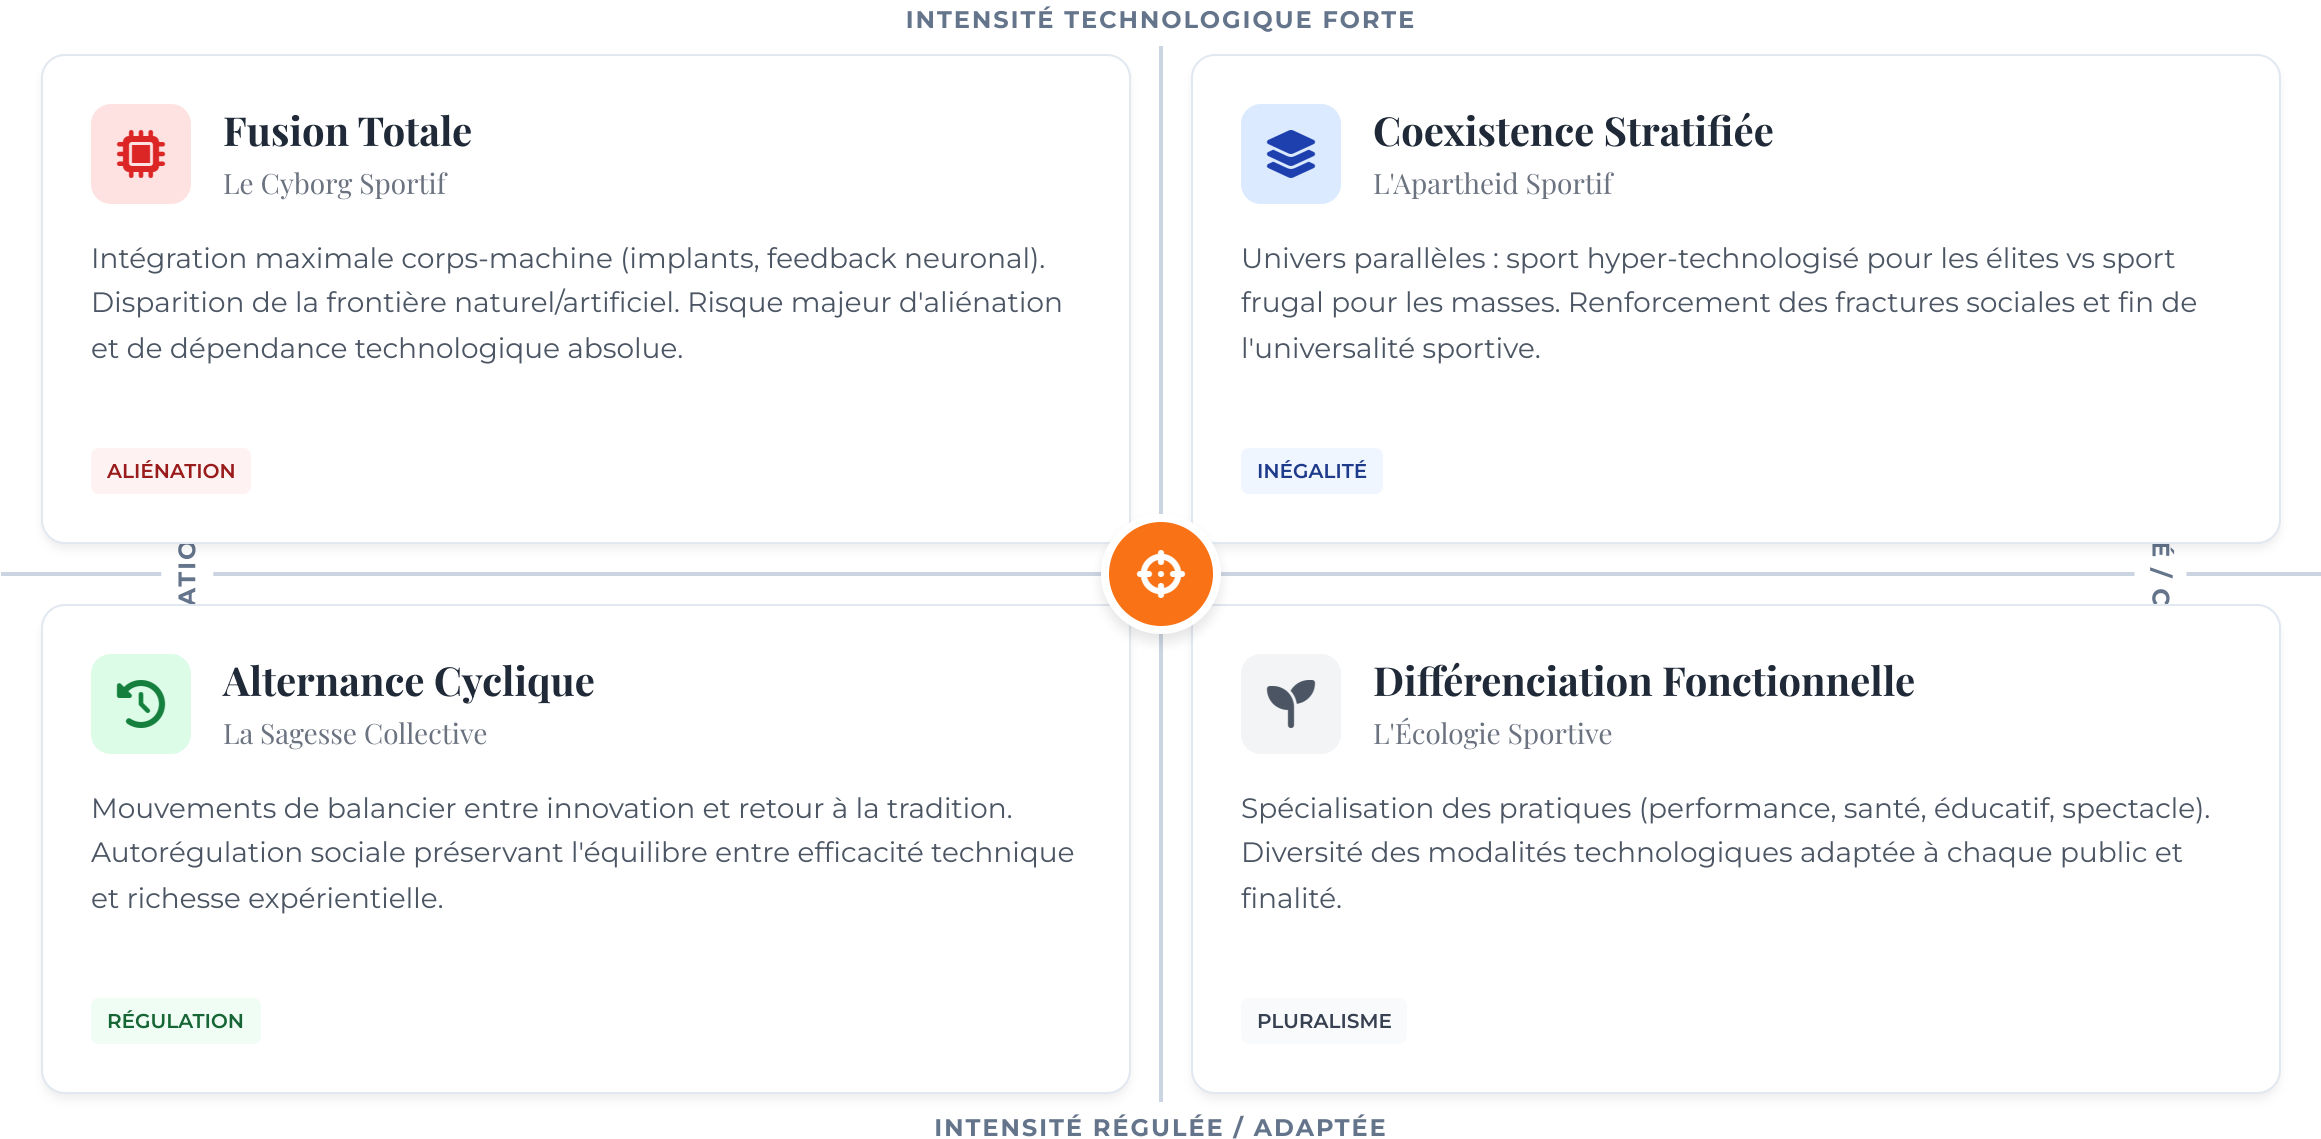 INTENSITÉ TECHNOLOGIQUE FORTE
Fusion Totale
Le Cyborg Sportif
Intégration maximale corps-machine (implants, feedback neuronal).
Disparition de la frontière naturel/artificiel. Risque majeur d'aliénation
et de dépendance technologique absolue.
ALIÉNATION
Coexistence Stratifiée
L'Apartheid Sportif
Univers parallèles : sport hyper-technologisé pour les élites vs sport
frugal pour les masses. Renforcement des fractures sociales et fin de
l'universalité sportive.
INÉGALITÉ
Alternance Cyclique
La Sagesse Collective
Mouvements de balancier entre innovation et retour à la tradition.
Autorégulation sociale préservant l'équilibre entre efficacité technique
et richesse expérientielle.
RÉGULATION
Différenciation Fonctionnelle
L'Écologie Sportive
Spécialisation des pratiques (performance, santé, éducatif, spectacle).
Diversité des modalités technologiques adaptée à chaque public et
finalité.
PLURALISME
INTENSITÉ RÉGULÉE / ADAPTÉE